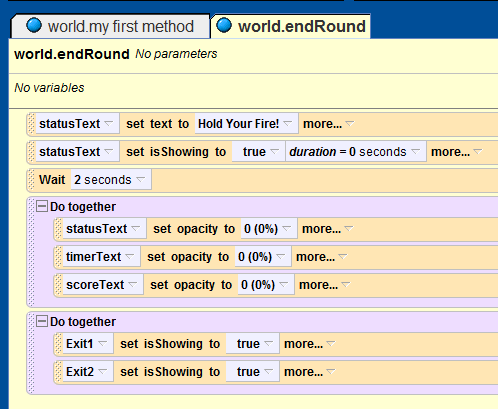 world.my first method world.endRound
world.endRound No parameters
No variables
statusText set text to Hold Your Fire! more...
statusText set isShowing to true duration = 0 seconds more...
Wait 2 seconds
Do together
statusText set opacity to 0 (0%) more...
timerText set opacity to 0 (0%) more...
scoreText set opacity to 0 (0%) more...
Do together
Exit1 set isShowing to true more...
Exit2 set isShowing to true more...